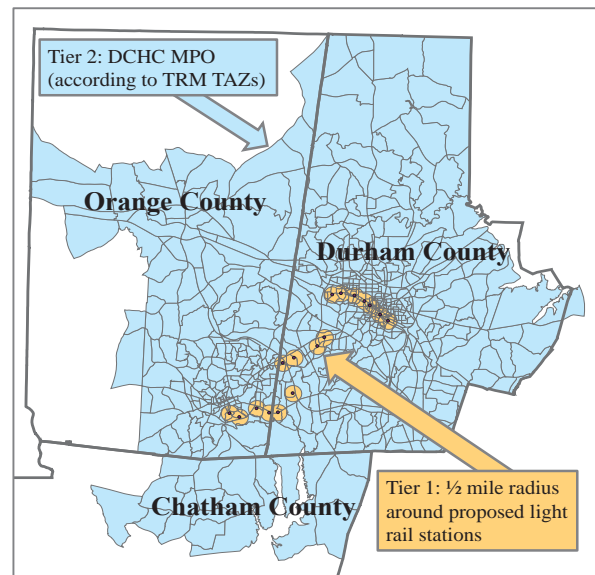 Tier 2: DCHC MPO
(according to TRM TAZs)
Orange County
Durham County
Tier 1: ½ mile radius
around proposed light
rail stations
Chatham County